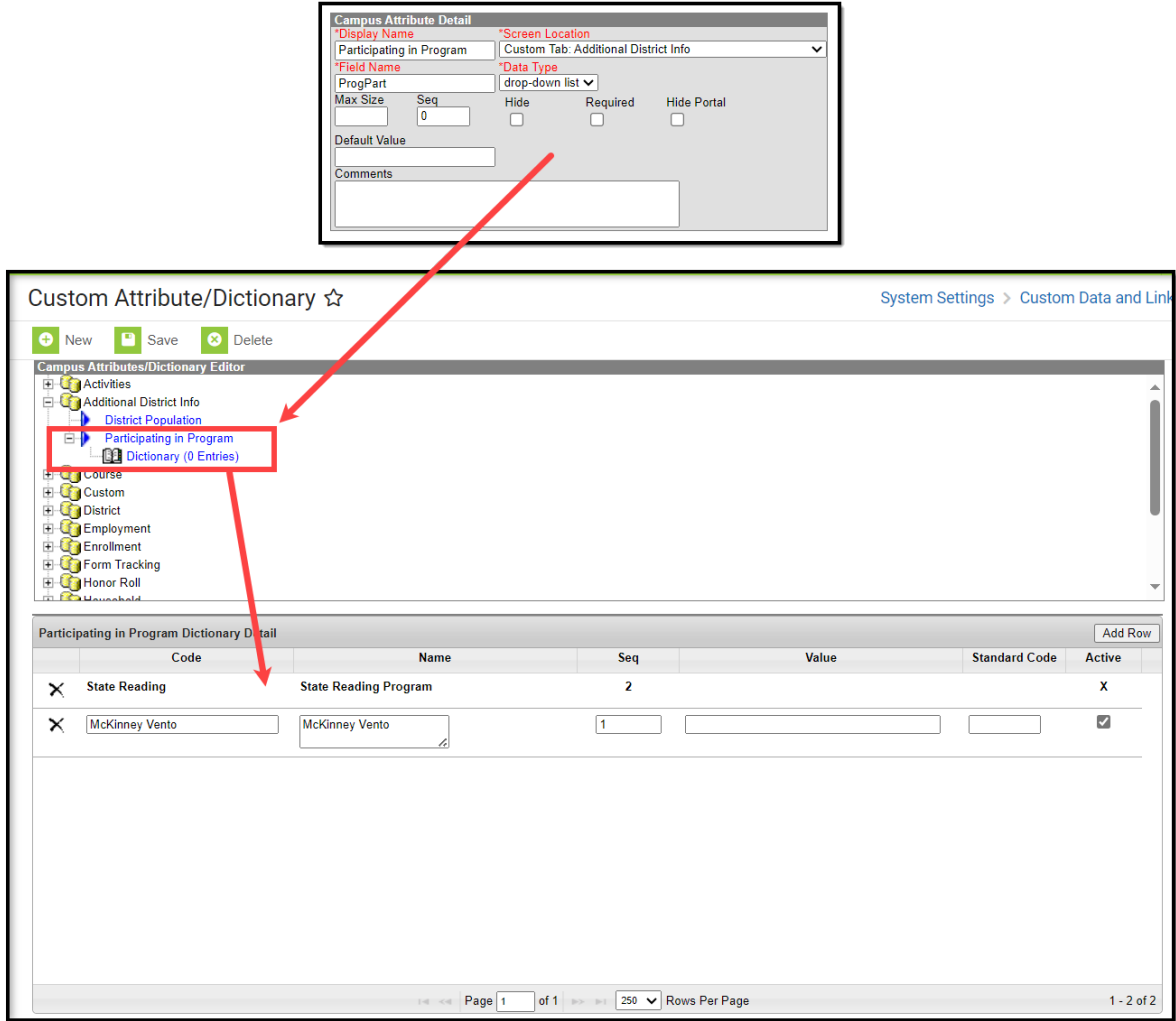 Campus Attribute Detail
*Display Name *Screen Location
Participating in Program Custom Tab: Additional District Info
*Field Name *Data Type
ProgPart drop-down list
Max Size Seq Hide Required Hide Portal
0
Default Value
Comments
Custom Attribute/Dictionary System Settings > Custom Data and Link
New Save Delete
Campus Attributes/Dictionary Editor
Activities
Additional District Info
District Population
Participating in Program
Dictionary (0 Entries)
Course
Custom
District
Employment
Enrollment
Form Tracking
Honor Roll
Household
Participating in Program Dictionary Detail Add Row
Code Name Seq Value Standard Code Active
State Reading State Reading Program 2 X
McKinney Vento McKinney Vento 1
Page 1 of 1 250 Rows Per Page 1 - 2 of 2